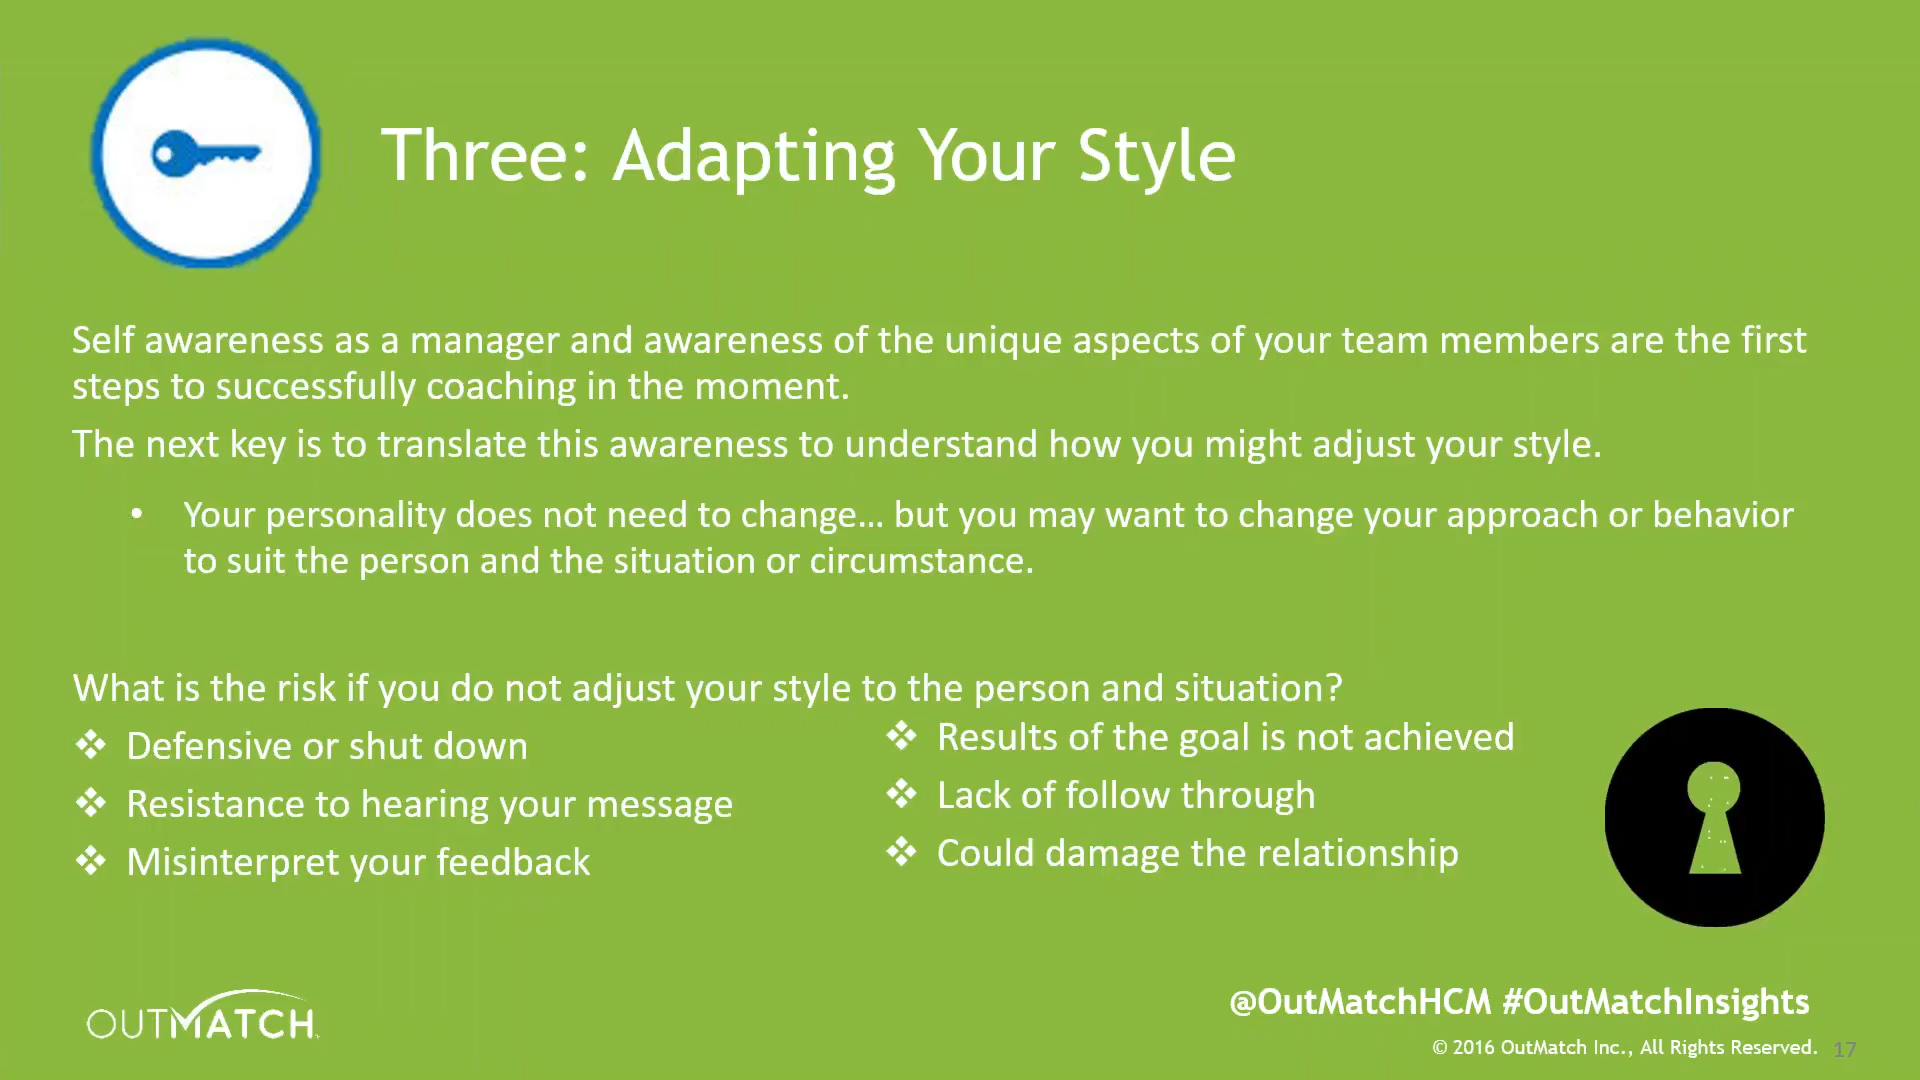 Three: Adapting Your Style
Self awareness as a manager and awareness of the unique aspects of your team members are the first
steps to successfully coaching in the moment.
The next key is to translate this awareness to understand how you might adjust your style.
• Your personality does not need to change… but you may want to change your approach or behavior
to suit the person and the situation or circumstance.
What is the risk if you do not adjust your style to the person and situation?
❖ Defensive or shut down
❖ Resistance to hearing your message
❖ Misinterpret your feedback
❖ Results of the goal is not achieved
❖ Lack of follow through
❖ Could damage the relationship
OUTMATCH
@OutMatchHCM #OutMatchInsights
© 2016 OutMatch Inc., All Rights Reserved. 17